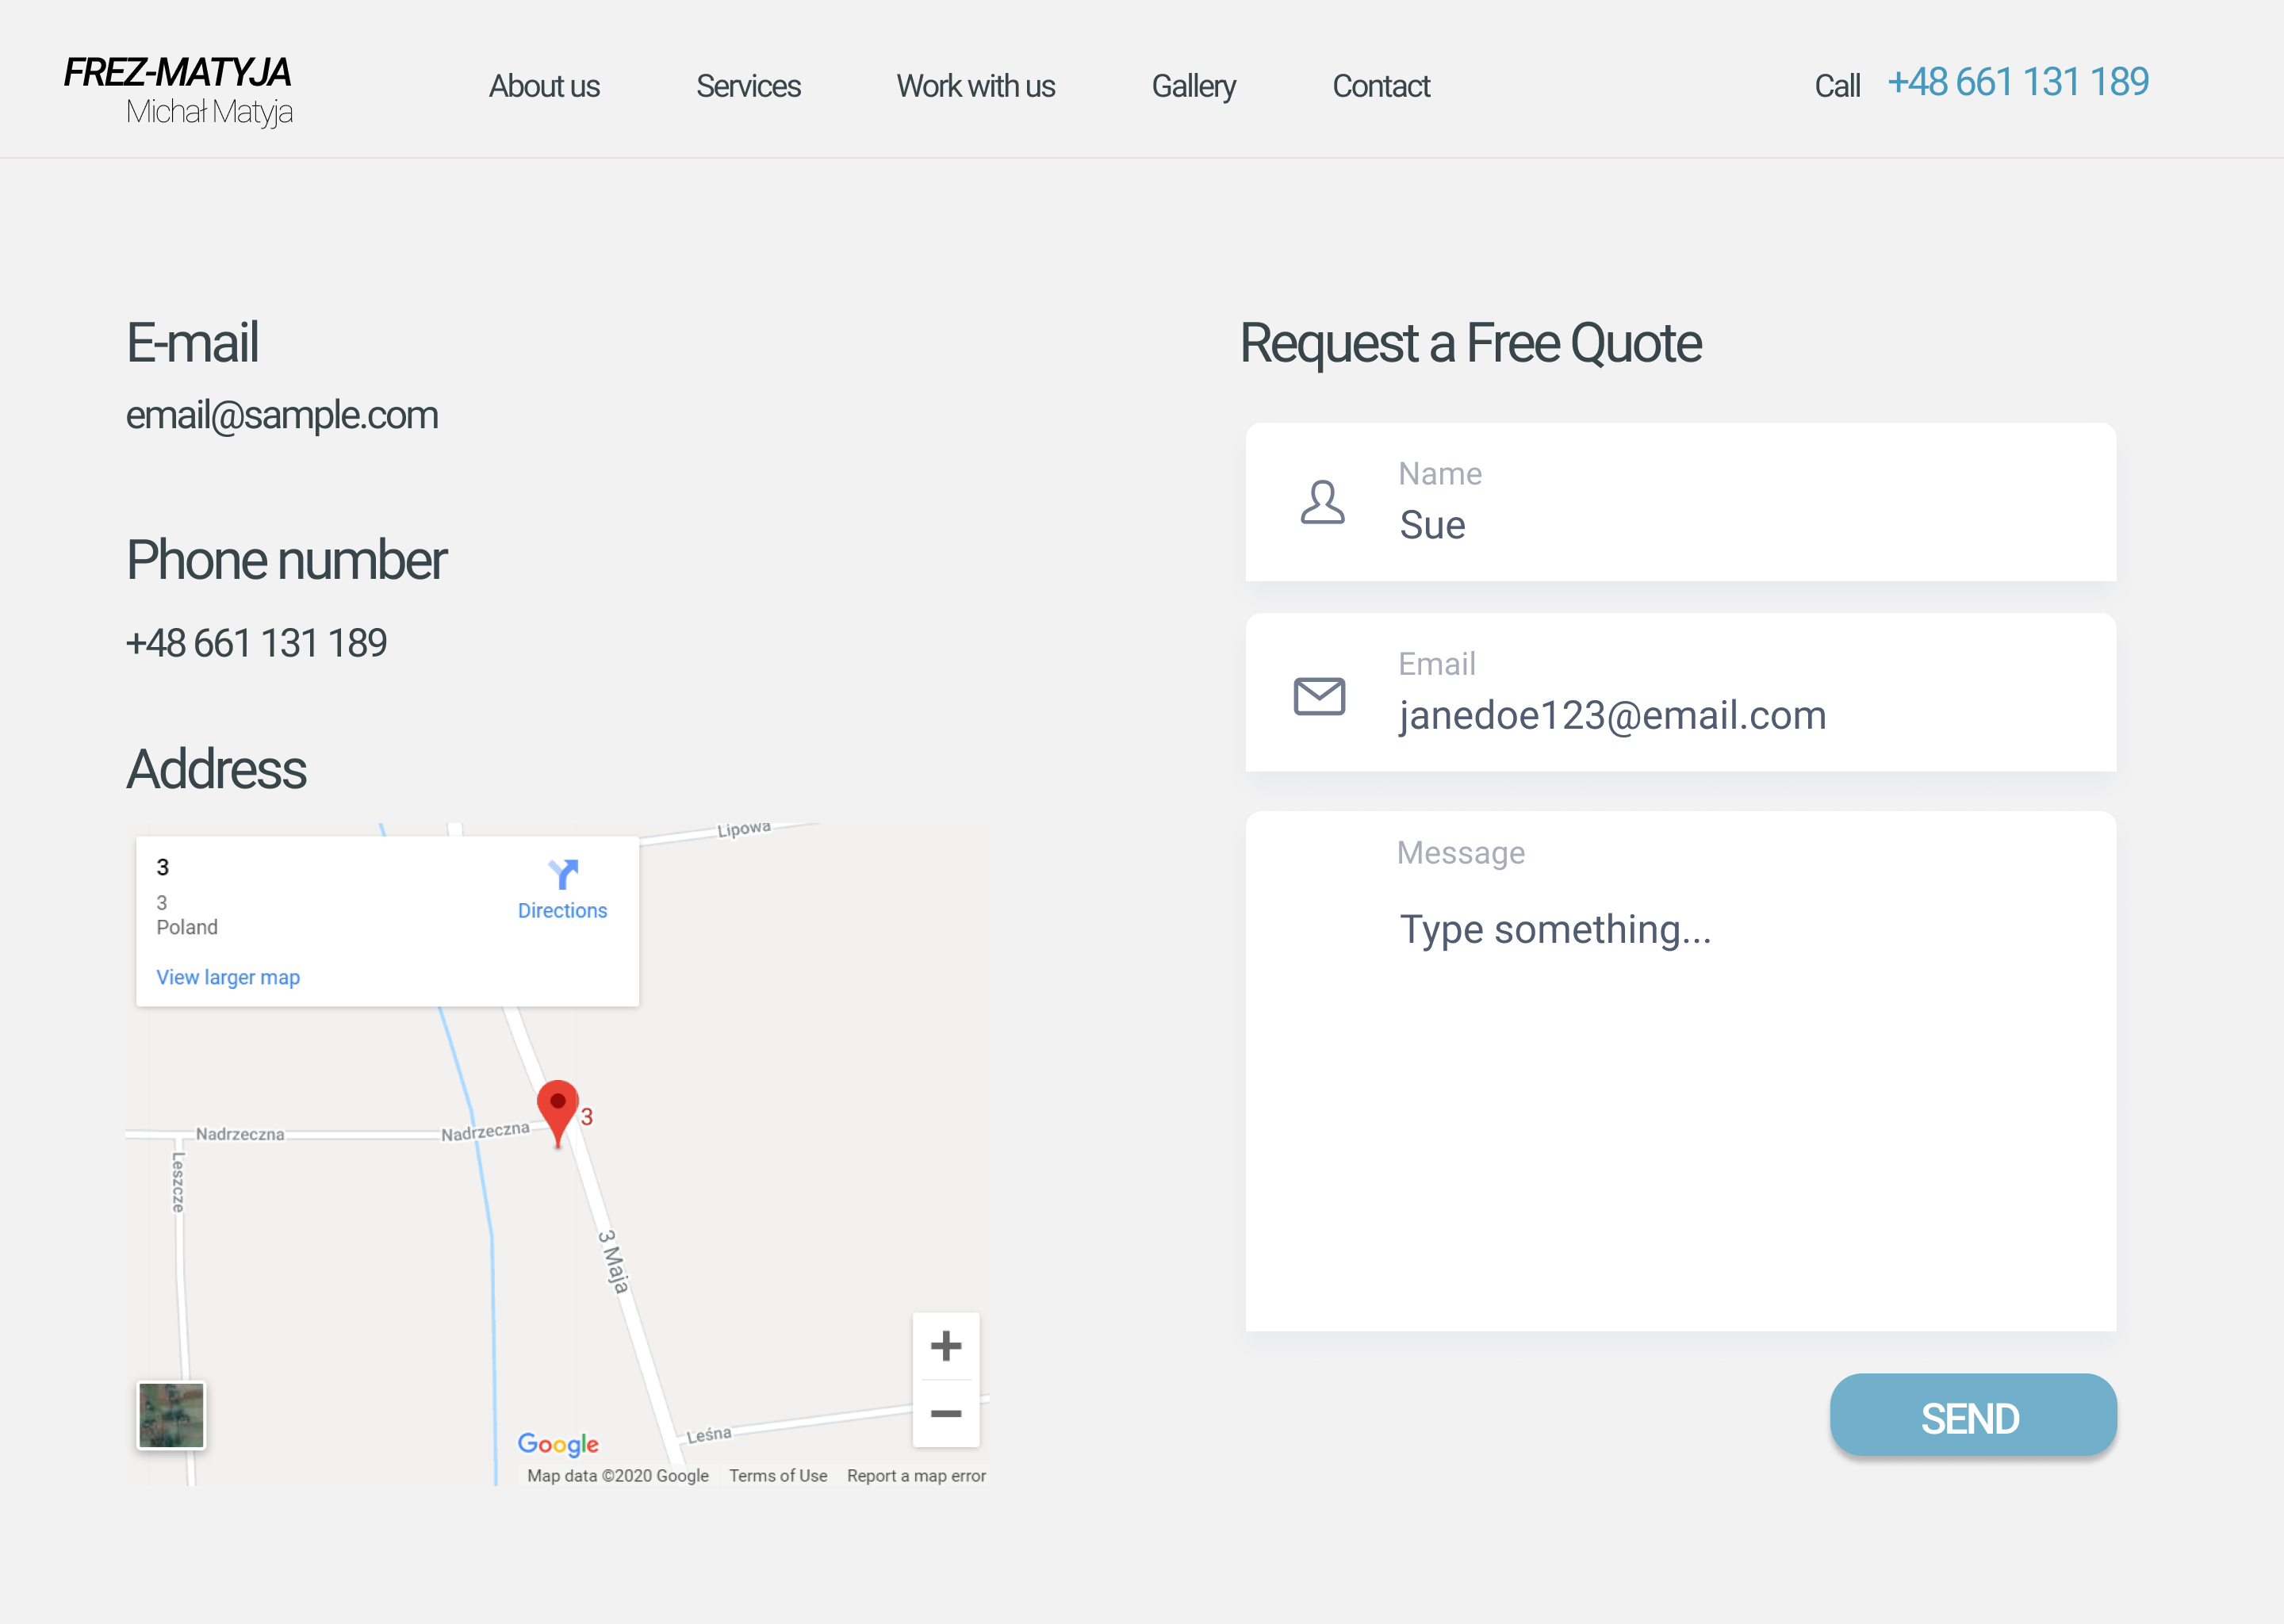 FREZ-MATYJA
Michał Matyja
About us
Services
Work with us
Gallery
Contact
Call +48 661 131 189
E-mail
email@sample.com
Phone number
+48 661 131 189
Address
3
3
Poland
Directions
View larger map
Lipowa
3
Nadrzeczna
Nadrzeczna
Leszcze
3 Maja
Leśna
Google
Map data ©2020 Google
Terms of Use
Report a map error
Request a Free Quote
Name
Sue
Email
janedoe123@email.com
Message
Type something...
SEND